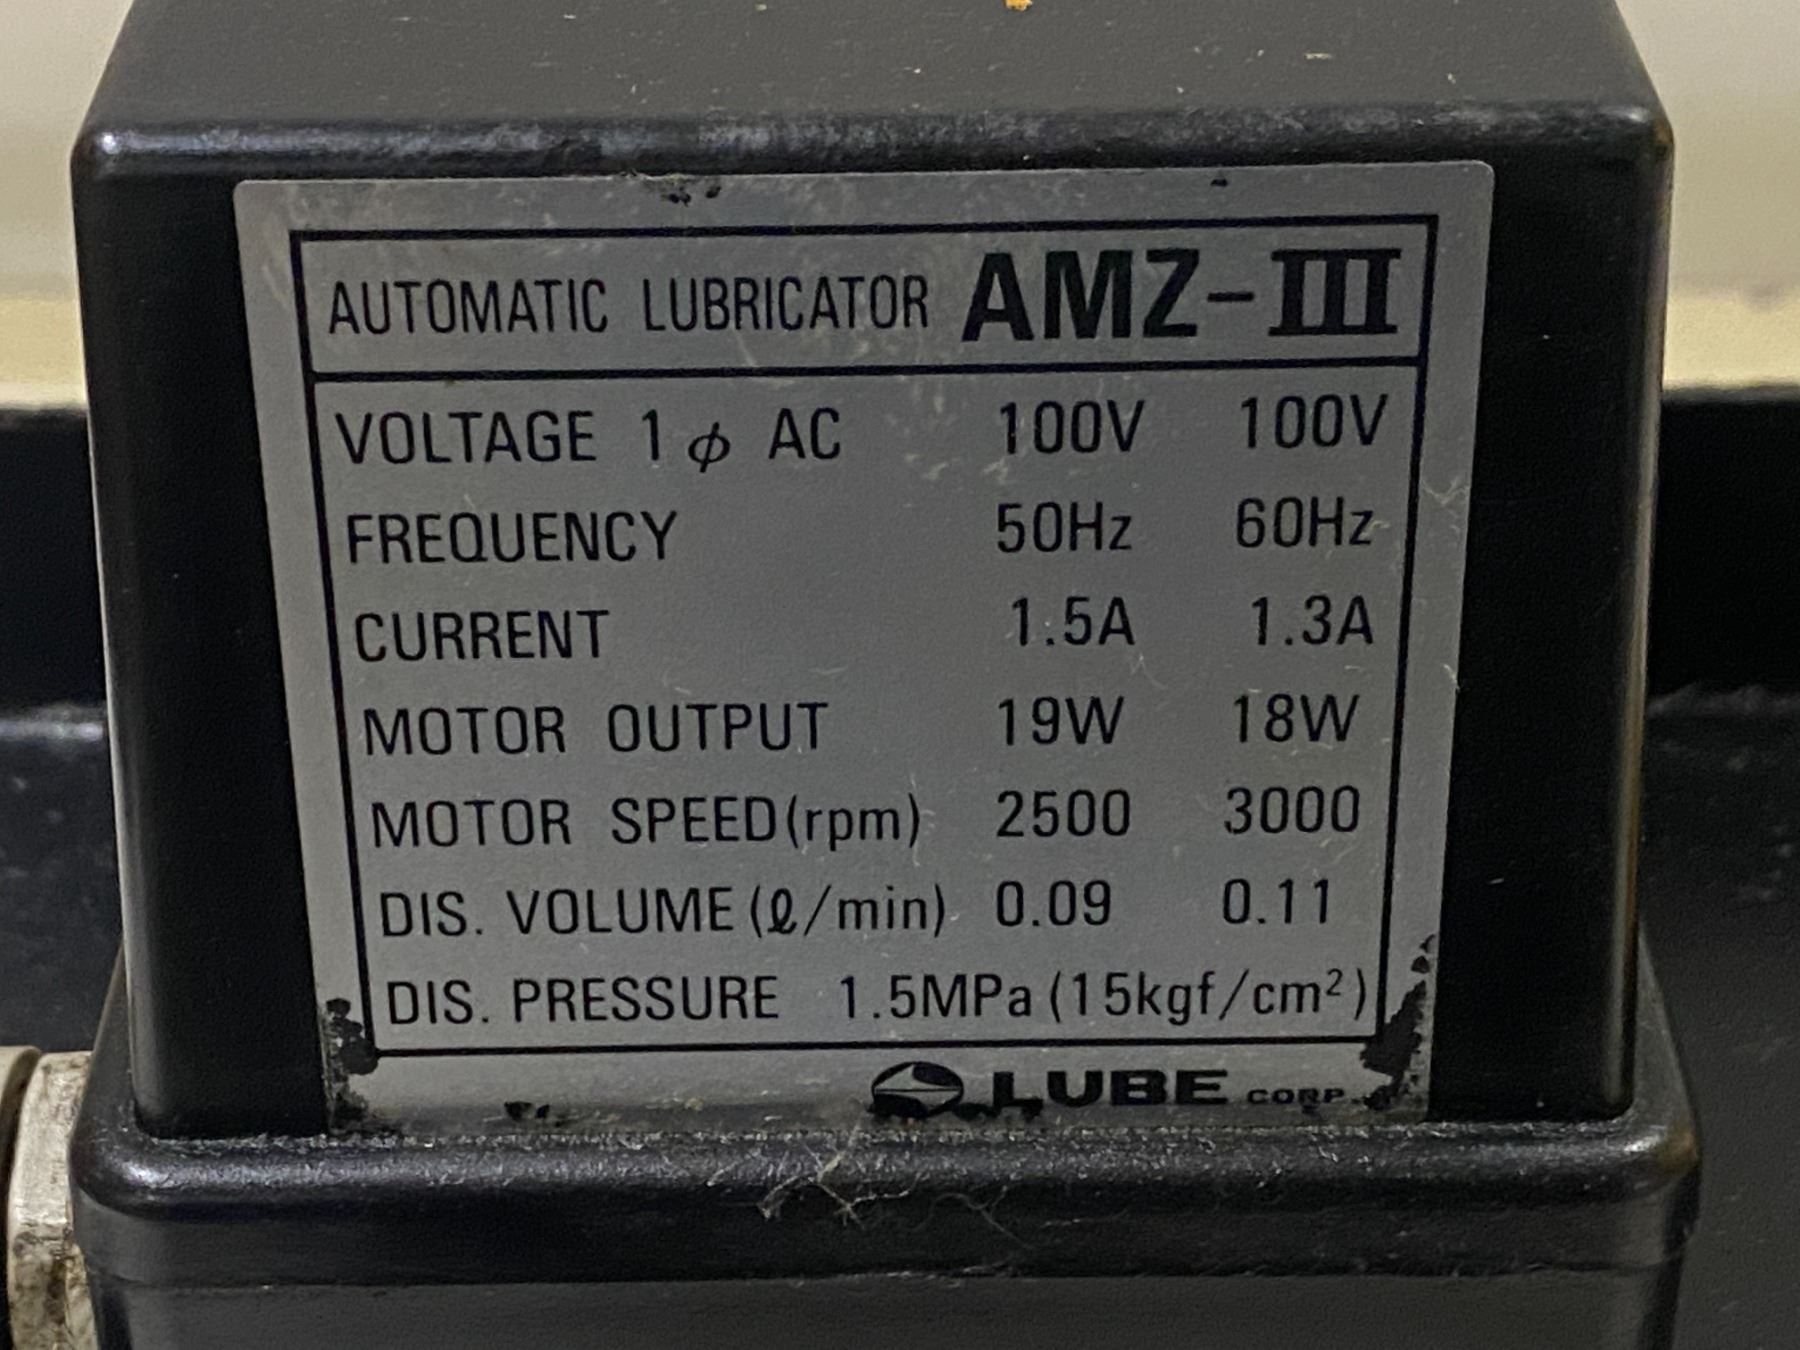 AUTOMATIC LUBRICATOR AMZ-III
VOLTAGE 1 φ AC 100V 100V
FREQUENCY 50Hz 60Hz
CURRENT 1.5A 1.3A
MOTOR OUTPUT 19W 18W
MOTOR SPEED(rpm) 2500 3000
DIS. VOLUME(ℓ/min) 0.09 0.11
DIS. PRESSURE 1.5MPa(15kgf/cm²)
LUBE CORP.